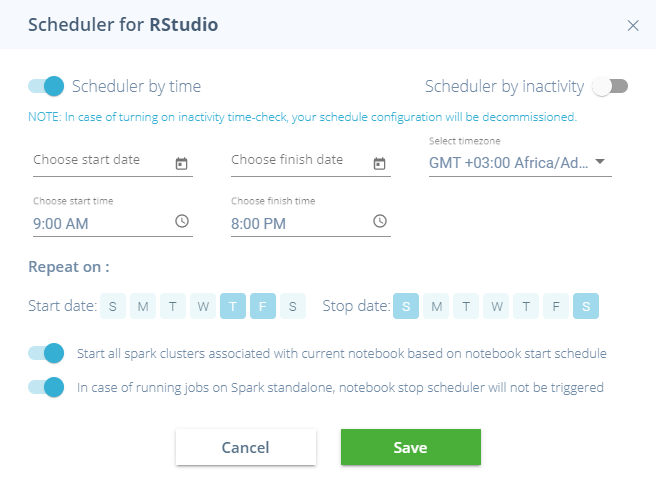 Scheduler for RStudio
Scheduler by time
Scheduler by inactivity
NOTE: In case of turning on inactivity time-check, your schedule configuration will be decommissioned.
Choose start date
Choose finish date
Select timezone
GMT +03:00 Africa/Ad...
Choose start time
9:00 AM
Choose finish time
8:00 PM
Repeat on :
Start date: S M T W T F S Stop date: S M T W T F S
Start all spark clusters associated with current notebook based on notebook start schedule
In case of running jobs on Spark standalone, notebook stop scheduler will not be triggered
Cancel Save